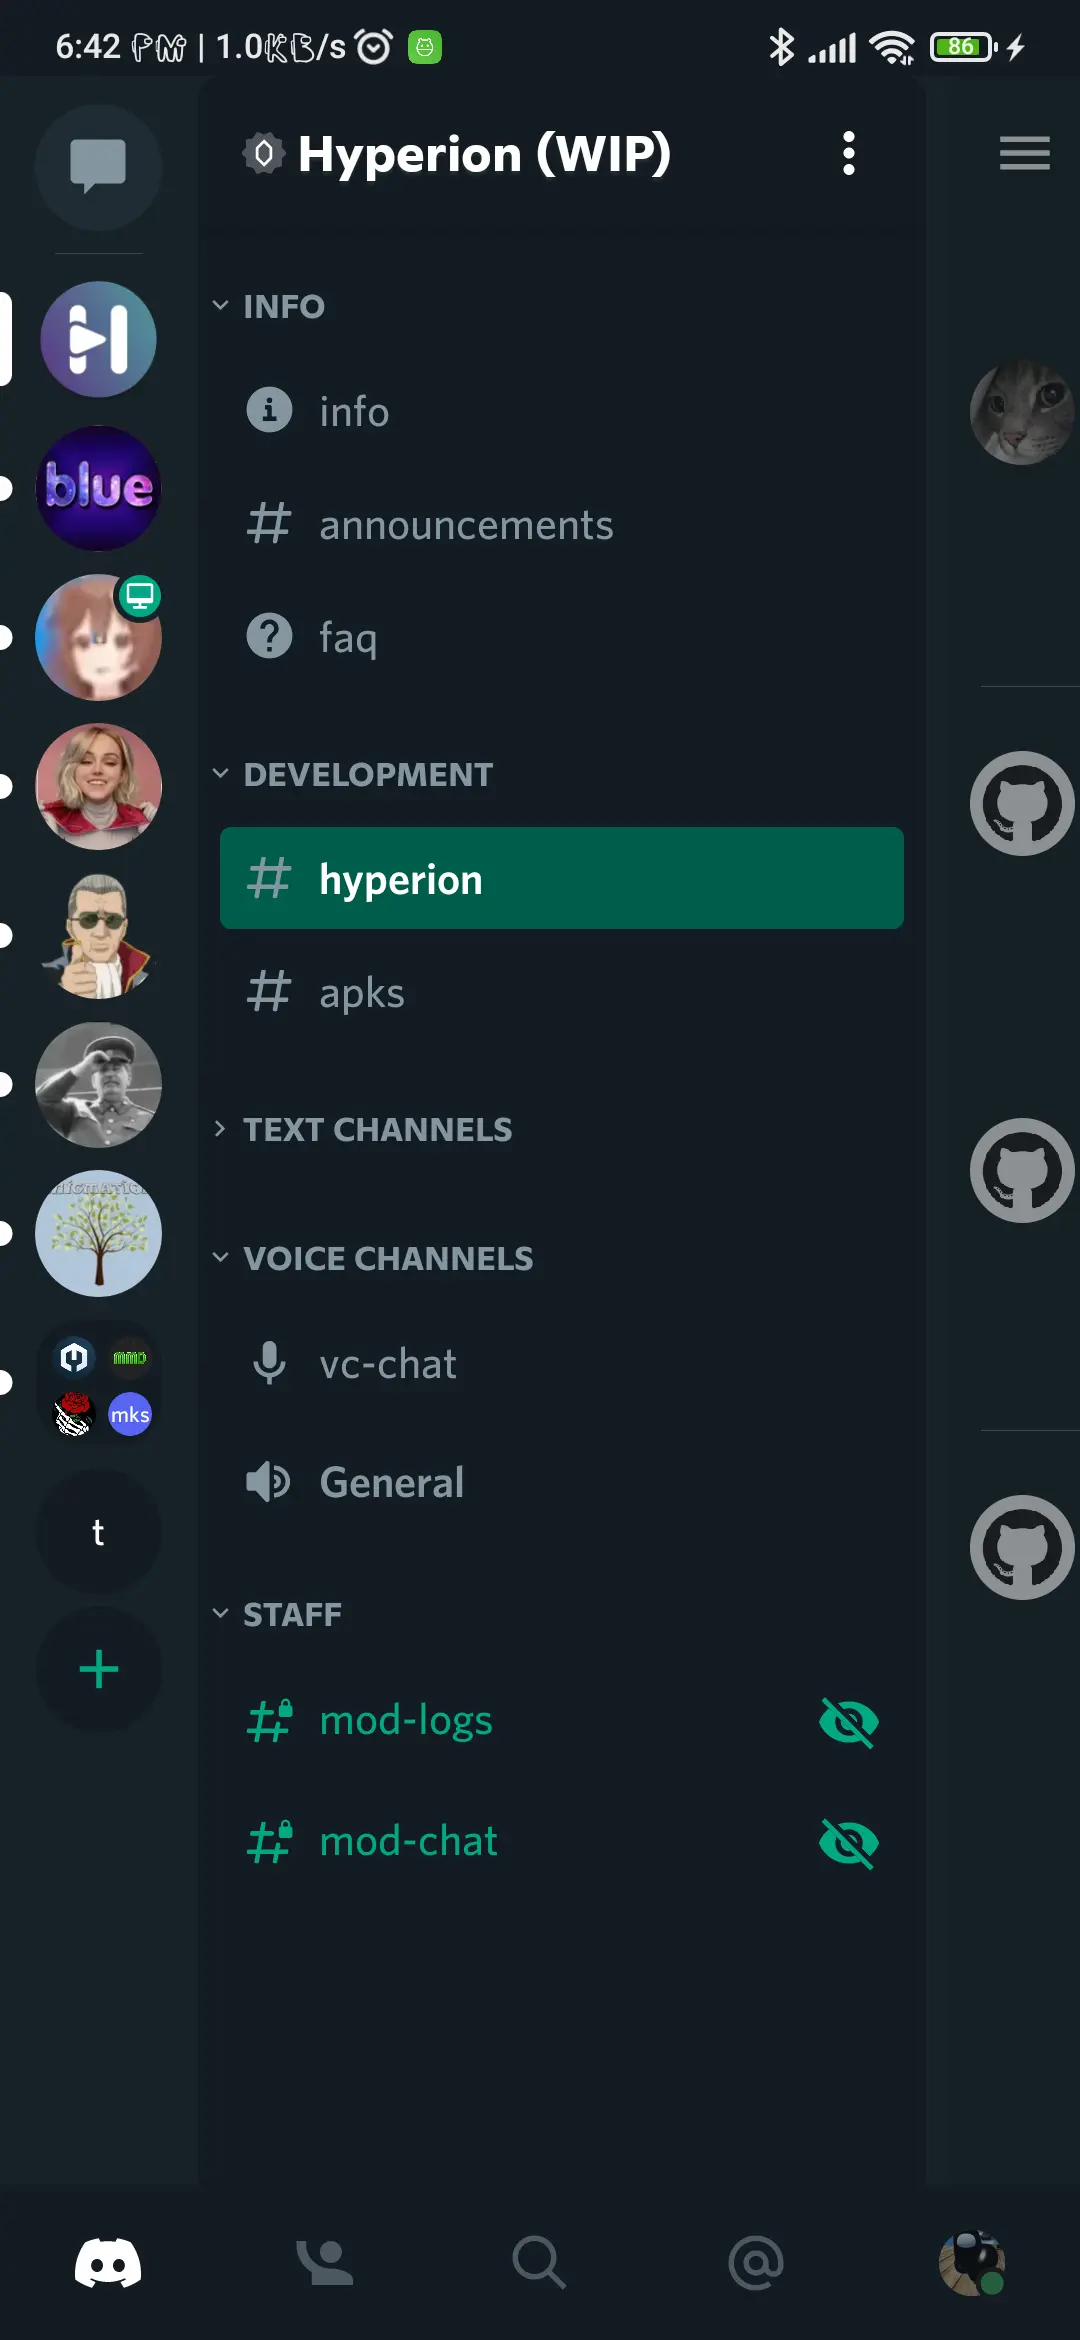 6:42 PM | 1.0KB/s
86
Hyperion (WIP)
INFO
info
announcements
faq
DEVELOPMENT
hyperion
apks
TEXT CHANNELS
VOICE CHANNELS
vc-chat
General
STAFF
mod-logs
mod-chat
blue
MMD
mks
t